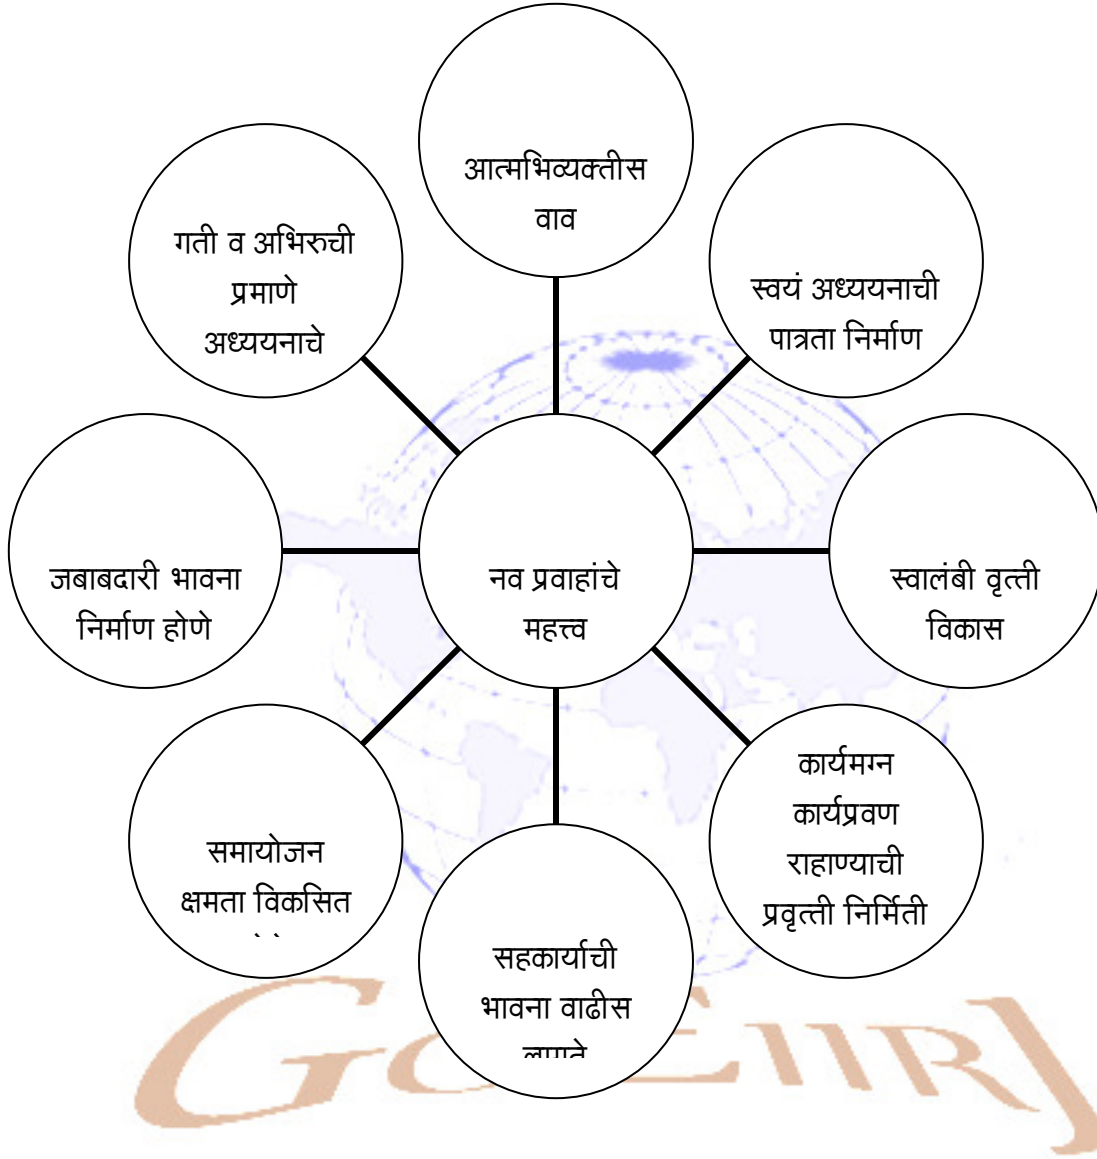 आत्मभिव्यक्तीस
वाव
स्वयं अध्ययनाची
पात्रता निर्माण
स्वालंबी वृत्ती
विकास
कार्यमग्न
कार्यप्रवण
राहाण्याची
प्रवृत्ती निर्मिती
सहकार्याची
भावना वाढीस
समायोजन
क्षमता विकसित
जबाबदारी भावना
निर्माण होणे
गती व अभिरुची
प्रमाणे
अध्ययनाचे
नव प्रवाहांचे
महत्त्व